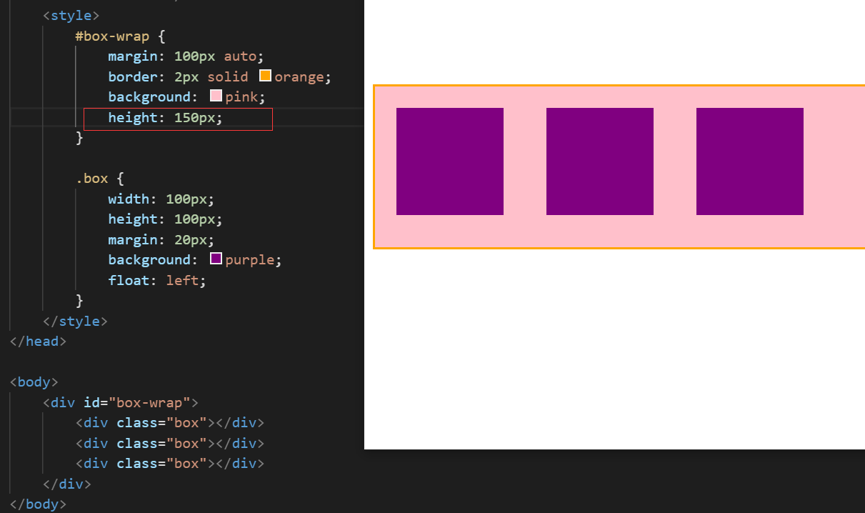 <style>
#box-wrap {
margin: 100px auto;
border: 2px solid orange;
background: pink;
height: 150px;
}
.box {
width: 100px;
height: 100px;
margin: 20px;
background: purple;
float: left;
}
</style>
</head>
<body>
<div id="box-wrap">
<div class="box"></div>
<div class="box"></div>
<div class="box"></div>
</div>
</body>